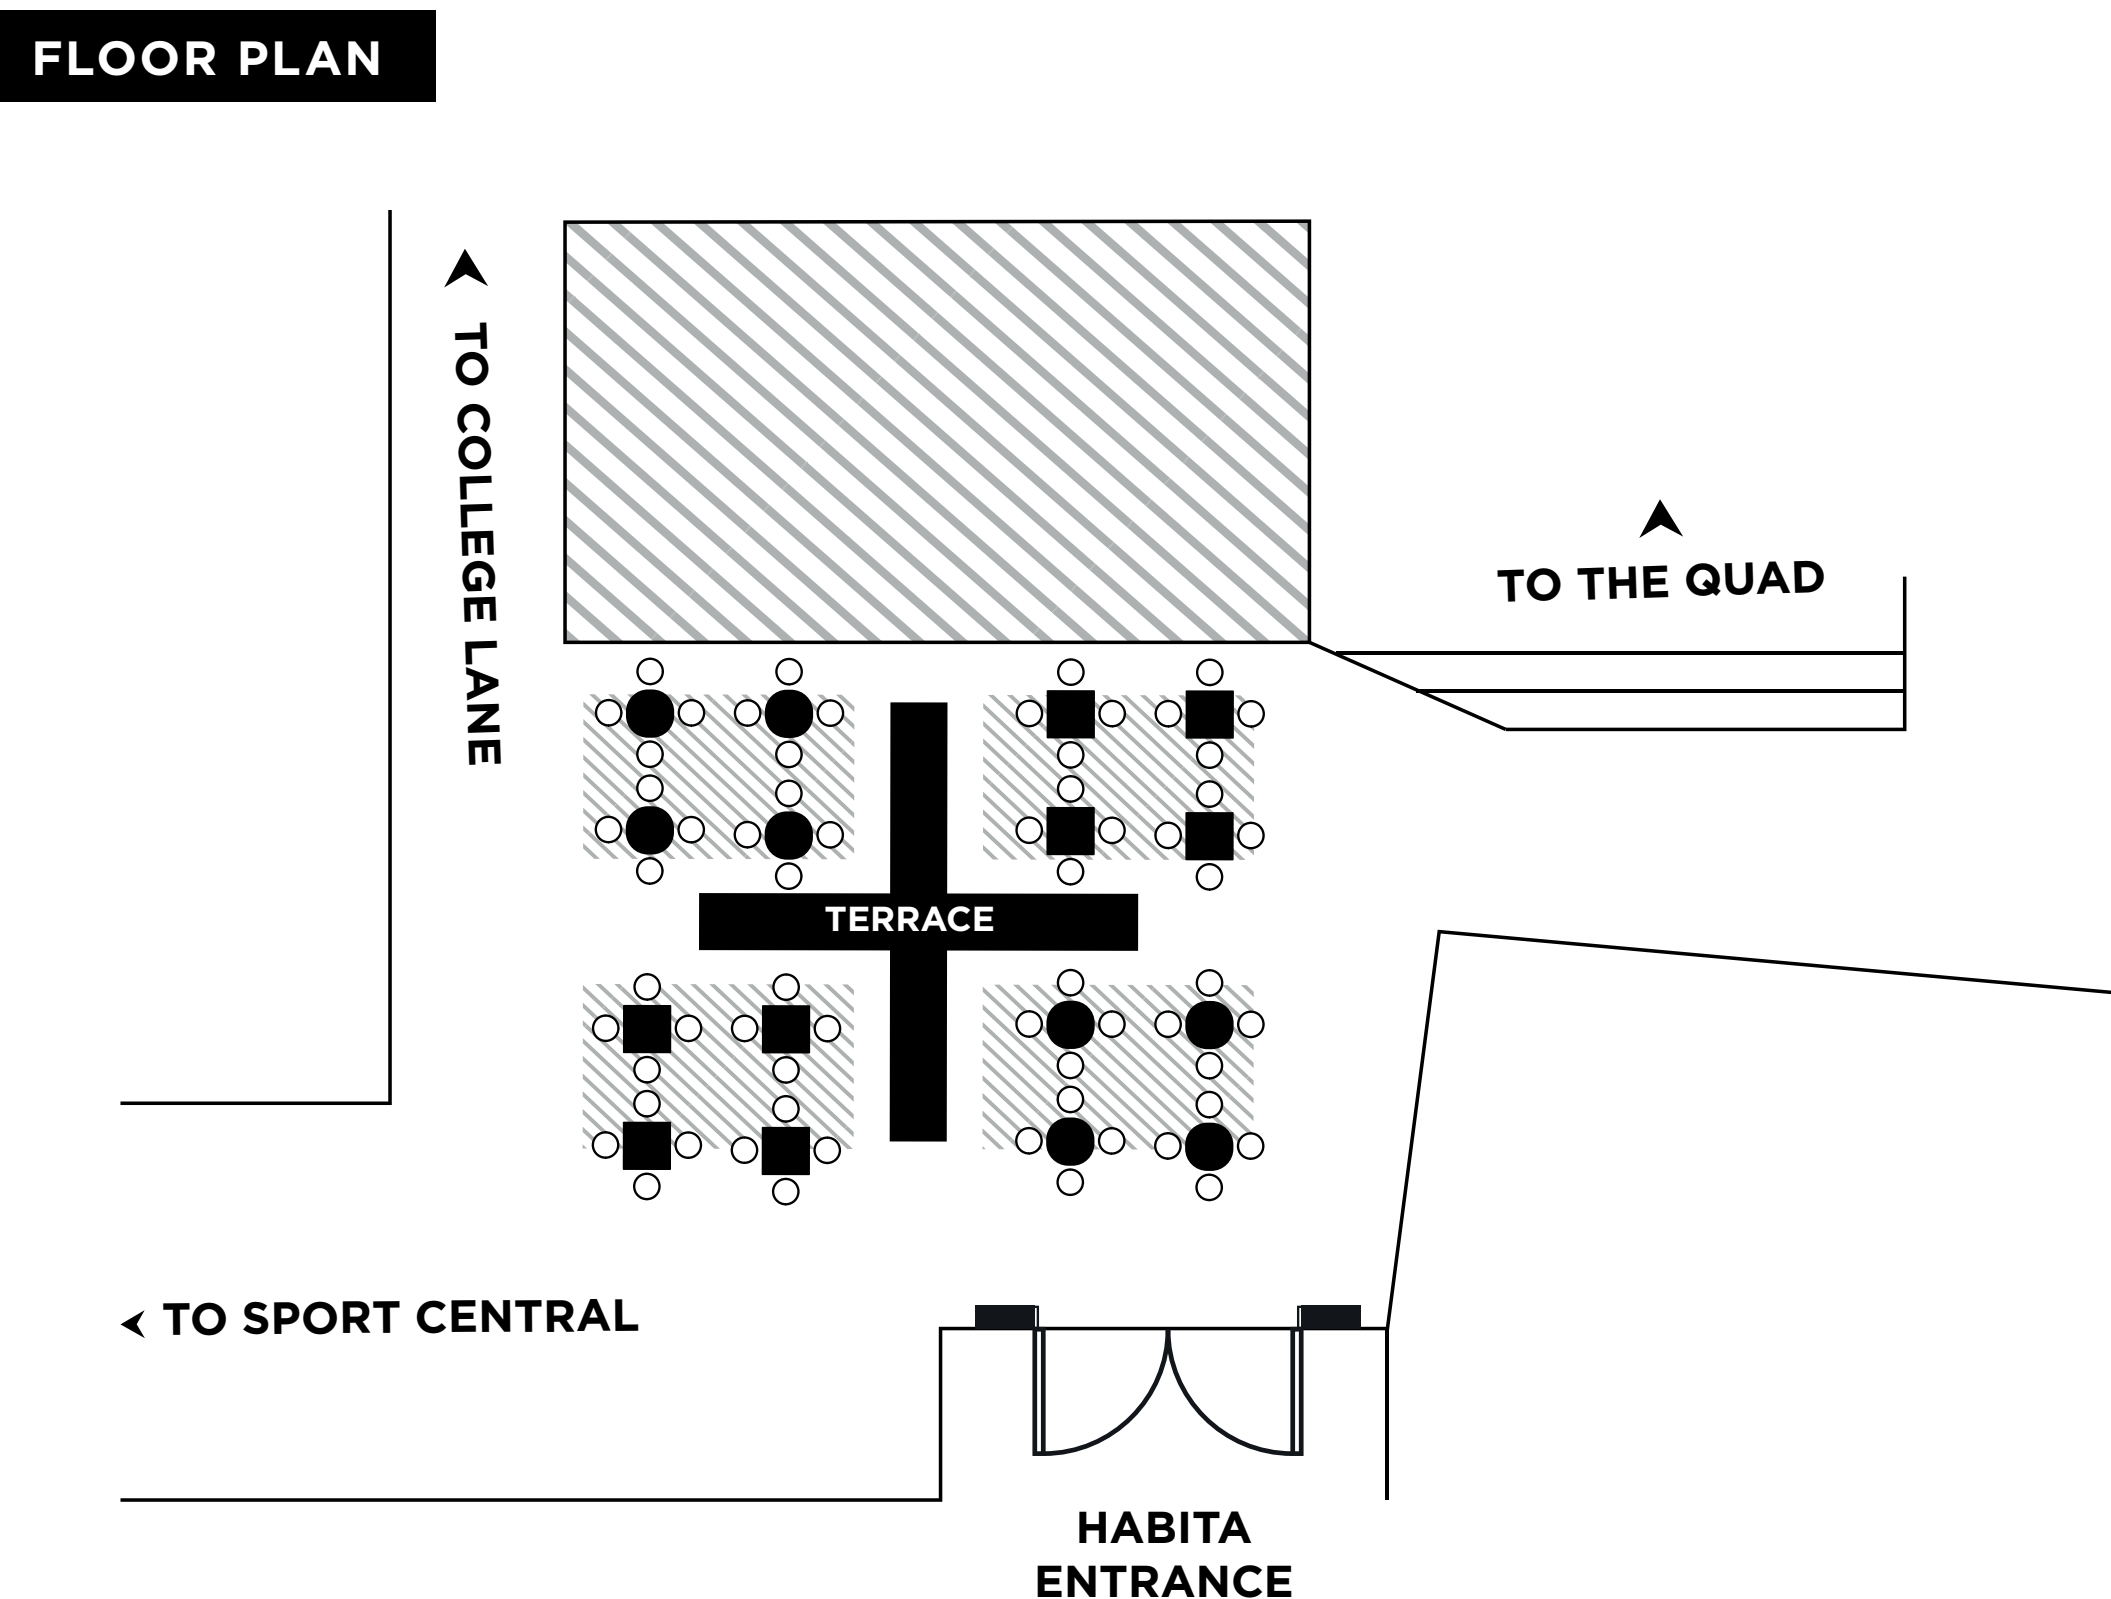 FLOOR PLAN
TO COLLEGE LANE
TO THE QUAD
TERRACE
TO SPORT CENTRAL
HABITA
ENTRANCE